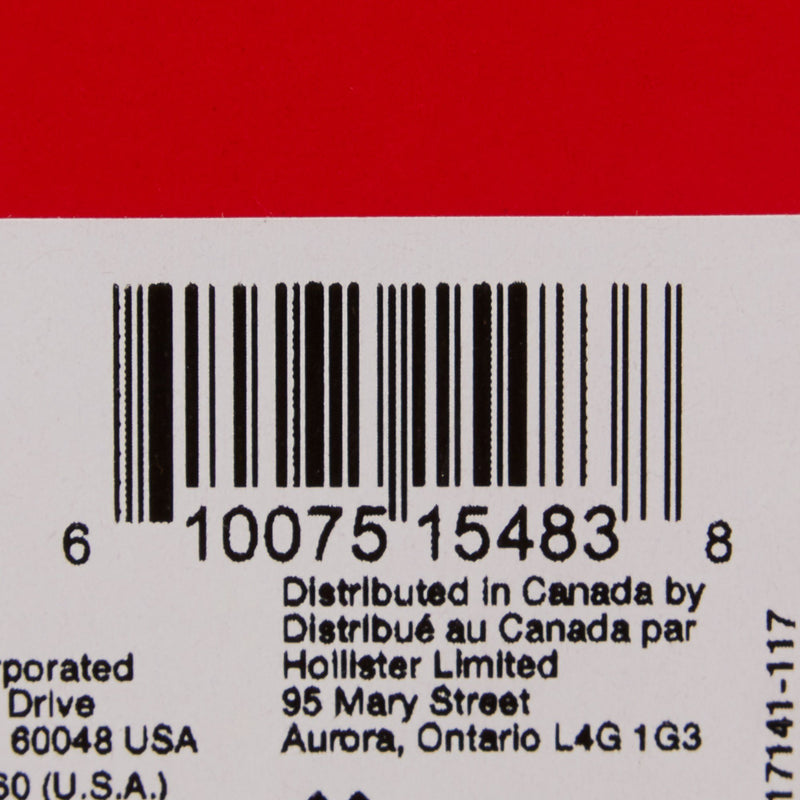 6 10075 15483 8
Distributed in Canada by
Distribué au Canada par
Hollister Limited
95 Mary Street
Aurora, Ontario L4G 1G3
rporated
Drive
60048 USA
60 (U.S.A.)
17141-117